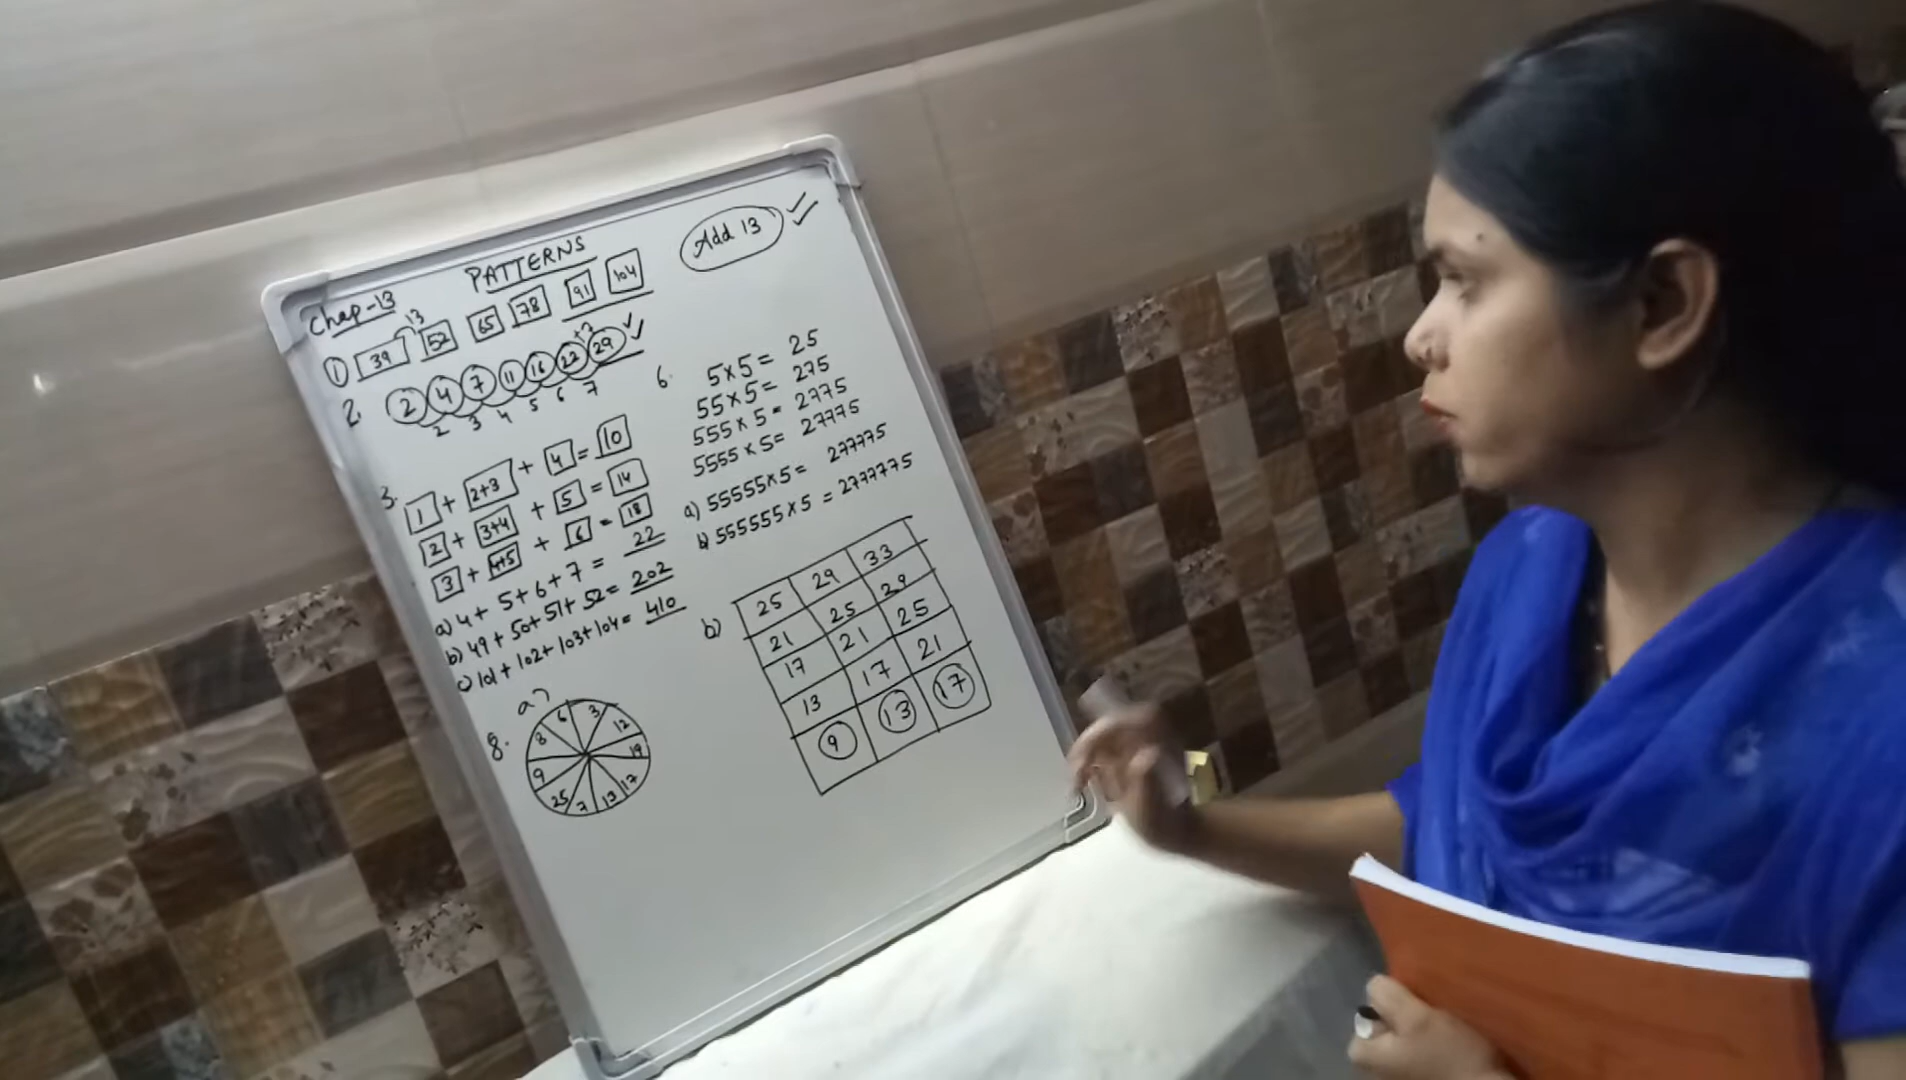 PATTERNS
Add 13
Chap-13
13
① 39 52 65 78 91 104
+7
2. 2 4 7 11 16 22 29
2 3 4 5 6 7
3. 1 + 2+3 + 4 = 10
2 + 3+4 + 5 = 14
3 + 4+5 + 6 = 18
a) 4 + 5 + 6 + 7 = 22
b) 49 + 50 + 51 + 52 = 202
c) 101 + 102 + 103 + 104 = 410
6. 5 × 5 = 25
55 × 5 = 275
555 × 5 = 2775
5555 × 5 = 27775
a) 55555 × 5 = 277775
b) 555555 × 5 = 2777775
8. a)
6 3 12 19 17 13 7 25 9 8
b)
25 29 33
21 25 29
17 21 25
13 17 21
9 13 17